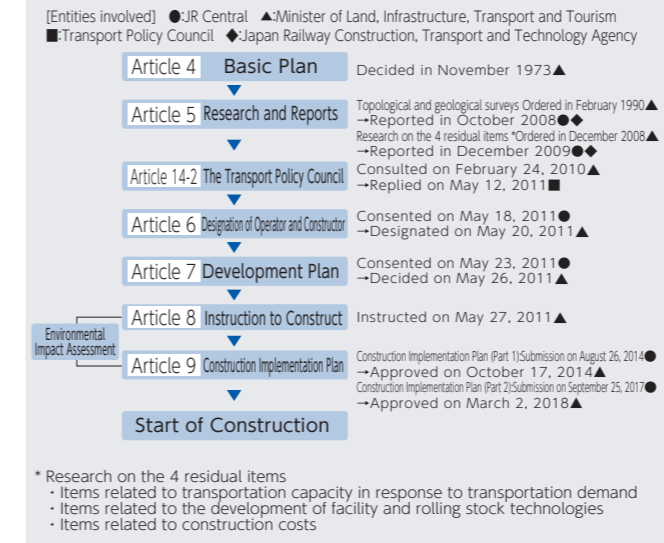 [Entities involved] ●:JR Central ▲:Minister of Land, Infrastructure, Transport and Tourism
■:Transport Policy Council ◆:Japan Railway Construction, Transport and Technology Agency
Article 4 Basic Plan
Decided in November 1973▲
Article 5 Research and Reports
Topological and geological surveys Ordered in February 1990▲
→Reported in October 2008●◆
Research on the 4 residual items *Ordered in December 2008▲
→Reported in December 2009●◆
Article 14-2 The Transport Policy Council
Consulted on February 24, 2010▲
→Replied on May 12, 2011■
Article 6 Designation of Operator and Constructor
Consented on May 18, 2011●
→Designated on May 20, 2011▲
Article 7 Development Plan
Consented on May 23, 2011●
→Decided on May 26, 2011▲
Article 8 Instruction to Construct
Instructed on May 27, 2011▲
Environmental
Impact Assessment
Article 9 Construction Implementation Plan
Construction Implementation Plan (Part 1):Submission on August 26, 2014●
→Approved on October 17, 2014▲
Construction Implementation Plan (Part 2):Submission on September 25, 2017●
→Approved on March 2, 2018▲
Start of Construction
* Research on the 4 residual items
・Items related to transportation capacity in response to transportation demand
・Items related to the development of facility and rolling stock technologies
・Items related to construction costs